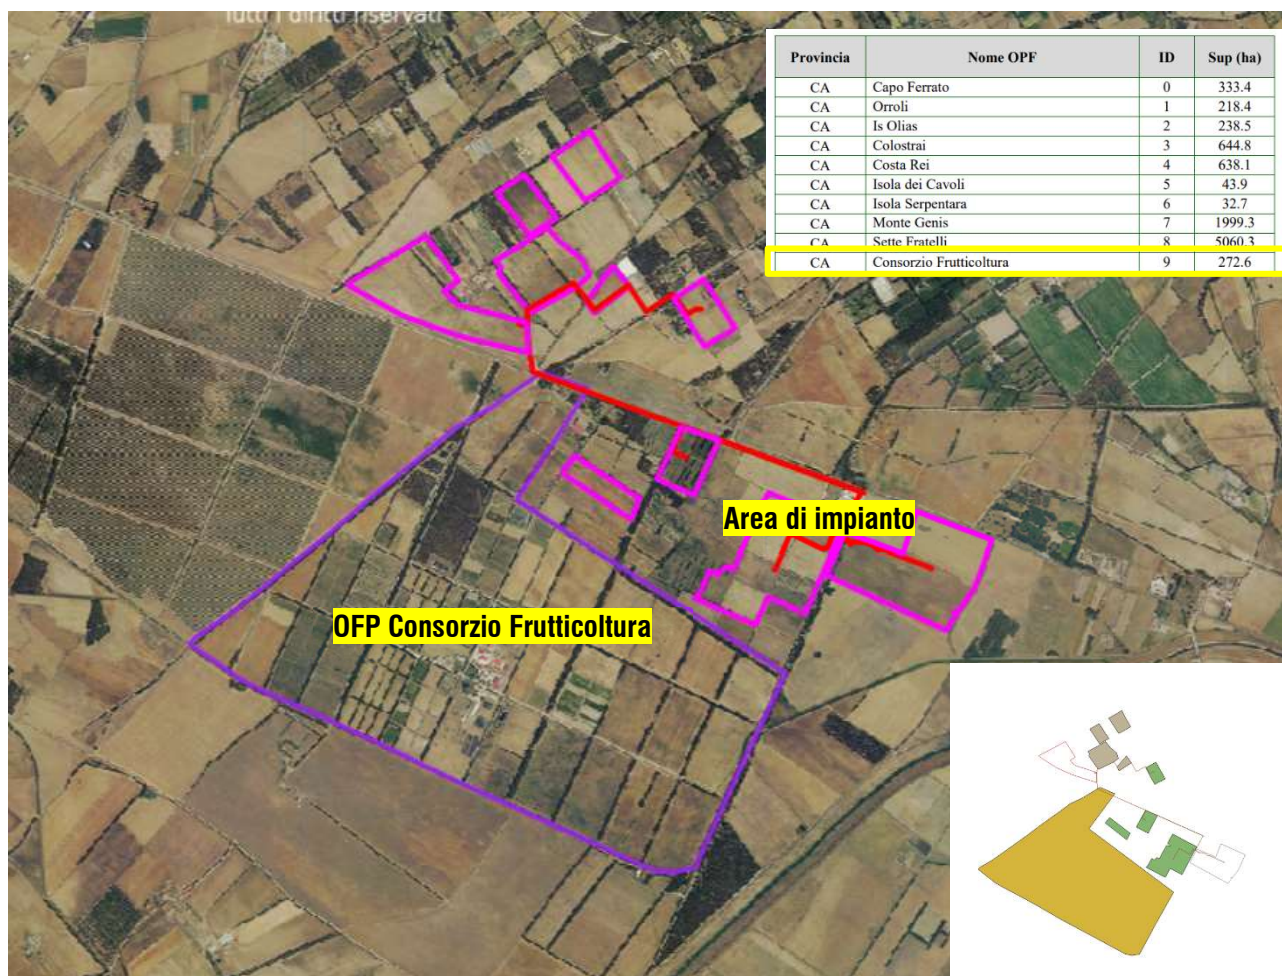 Tutti i diritti riservati
Provincia Nome OPF ID Sup (ha)
CA Capo Ferrato 0 333.4
CA Orroli 1 218.4
CA Is Olias 2 238.5
CA Colostrai 3 644.8
CA Costa Rei 4 638.1
CA Isola dei Cavoli 5 43.9
CA Isola Serpentara 6 32.7
CA Monte Genis 7 1999.3
CA Sette Fratelli 8 5060.3
CA Consorzio Frutticoltura 9 272.6
Area di impianto
OFP Consorzio Frutticoltura